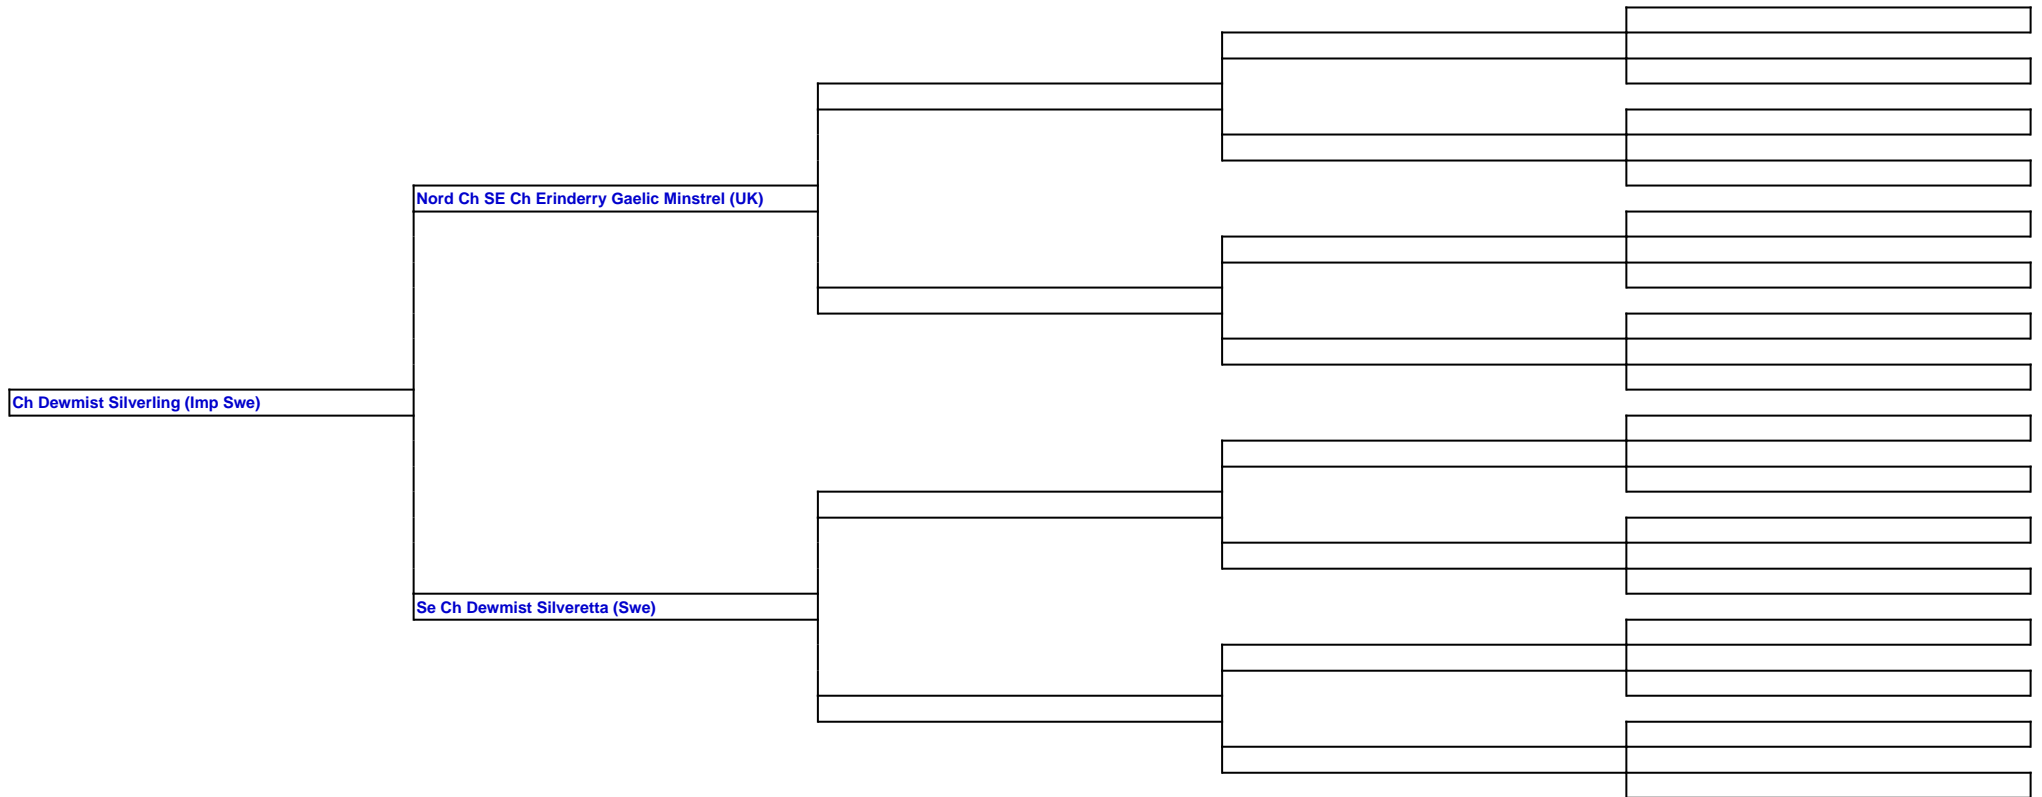 Nord Ch SE Ch Erinderry Gaelic Minstrel (UK)
Ch Dewmist Silverling (Imp Swe)
Se Ch Dewmist Silveretta (Swe)